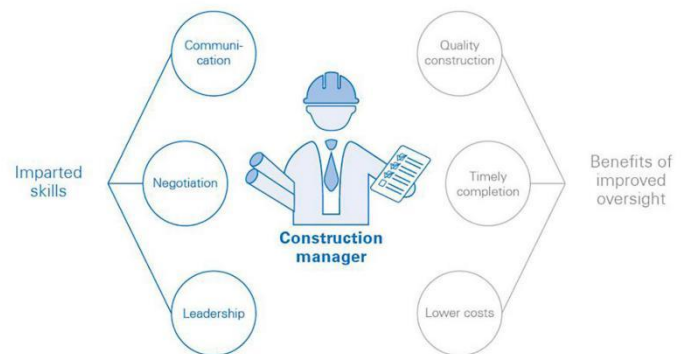 Imparted
skills
Communi-
cation
Negotiation
Leadership
Construction
manager
Quality
construction
Timely
completion
Lower costs
Benefits of
improved
oversight